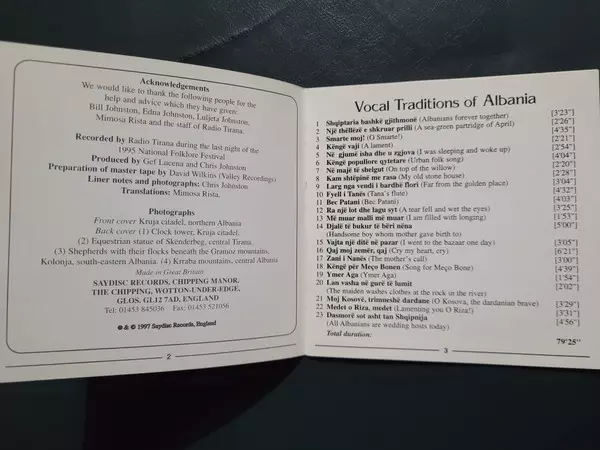 Acknowledgements
We would like to thank the following people for the
help and advice which they have given:
Bill Johnston, Edna Johnston, Luljeta Johnston,
Mimosa Rista and the staff of Radio Tirana.
Recorded by Radio Tirana during the last night of the
1995 National Folklore Festival
Produced by Gef Lucena and Chris Johnston
Preparation of master tape by David Wilkins (Valley Recordings)
Liner notes and photographs: Chris Johnston
Translations: Mimosa Rista.
Photographs
Front cover Kruja citadel, northern Albania
Back cover (1) Clock tower, Kruja citadel.
(2) Equestrian statue of Skënderbeg, central Tirana.
(3) Shepherds with their flocks beneath the Gramoz mountains,
Kolonja, south-eastern Albania. (4) Krraba mountains, central Albania
Made in Great Britain
SAYDISC RECORDS, CHIPPING MANOR,
THE CHIPPING, WOTTON-UNDER-EDGE,
GLOS. GL12 7AD, ENGLAND
Tel: 01453 845036 Fax: 01453 521056
℗ & © 1997 Saydisc Records, England
2
Vocal Traditions of Albania
1 Shqiptaria bashkë gjithmonë (Albanians forever together) [3'23"]
2 Një thëllëzë e shkruar prilli (A sea-green partridge of April) [2'26"]
3 Smarte moj! (O Smarte!) [4'35"]
4 Këngë vaji (A lament) [2'21"]
5 Në gjumë isha dhe u zgjova (I was sleeping and woke up) [2'54"]
6 Këngë popullore qytetare (Urban folk song) [4'04"]
7 Në majë të shelgut (On top of the willow) [2'20"]
8 Kam shtëpinë me rasa (My old stone house) [2'28"]
9 Larg nga vendi i bardhë flori (Far from the golden place) [3'04"]
10 Fyell i Tanës (Tana's flute) [4'32"]
11 Bec Patani (Bec Patani) [4'03"]
12 Ra një lot dhe lagu syt (A tear fell and wet the eyes) [3'25"]
13 Më muar malli më muar (I am filled with longing) [1'53"]
14 Djalë të bukur të bëri nëna [5'00"]
(Handsome boy whom mother gave birth to)
15 Vajta një ditë në pazar (I went to the bazaar one day) [3'05"]
16 Qaj moj zemër, qaj (Cry my heart, cry) [6'21"]
17 Zani i Nanës (The mother's call) [3'00"]
18 Këngë për Meço Bonen (Song for Meço Bone) [4'39"]
19 Ymer Aga (Ymer Aga) [1'54"]
20 Lan vasha në gurë të lumit [2'02"]
(The maiden washes clothes at the rock in the river)
21 Moj Kosovë, trimneshë dardane (O Kosova, the dardanian brave) [3'29"]
22 Medet o Riza, medet (Lamenting you O Riza!) [3'31"]
23 Dasmorë sot asht tan Shqipnija [4'56"]
(All Albanians are wedding hosts today)
Total duration: 79'25"
3